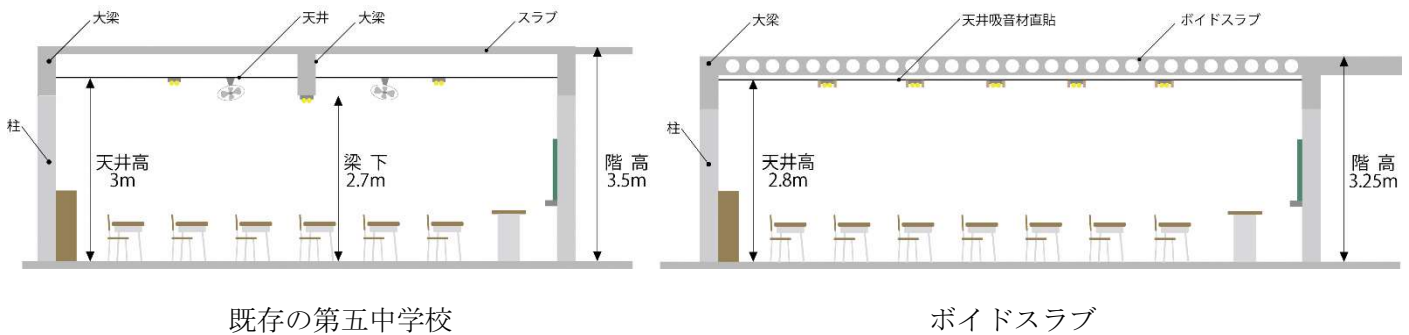 大梁
天井
大梁
スラブ
柱
天井高
3m
梁 下
2.7m
階 高
3.5m
既存の第五中学校
大梁
天井吸音材直貼
ボイドスラブ
柱
天井高
2.8m
階 高
3.25m
ボイドスラブ